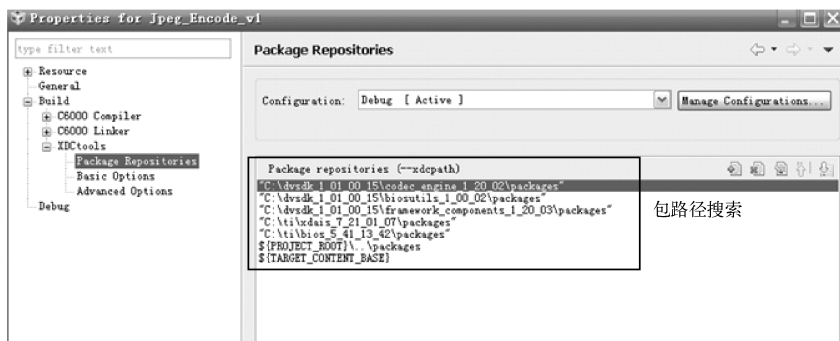 Properties for Jpeg_Encode_v1
type filter text
Package Repositories
Resource
General
Build
C6000 Compiler
C6000 Linker
XDCtools
Package Repositories
Basic Options
Advanced Options
Debug
Configuration: Debug [ Active ]
Manage Configurations...
Package repositories (--xdcpath)
"C:\dvsdk_1_01_00_15\codec_engine_1_20_02\packages"
"C:\dvsdk_1_01_00_15\biosutils_1_00_02\packages"
"C:\dvsdk_1_01_00_15\framework_components_1_20_03\packages"
"C:\ti\xdais_7_21_01_07\packages"
"C:\ti\bios_5_41_13_42\packages"
${PROJECT_ROOT}\..\packages
${TARGET_CONTENT_BASE}
包路径搜索